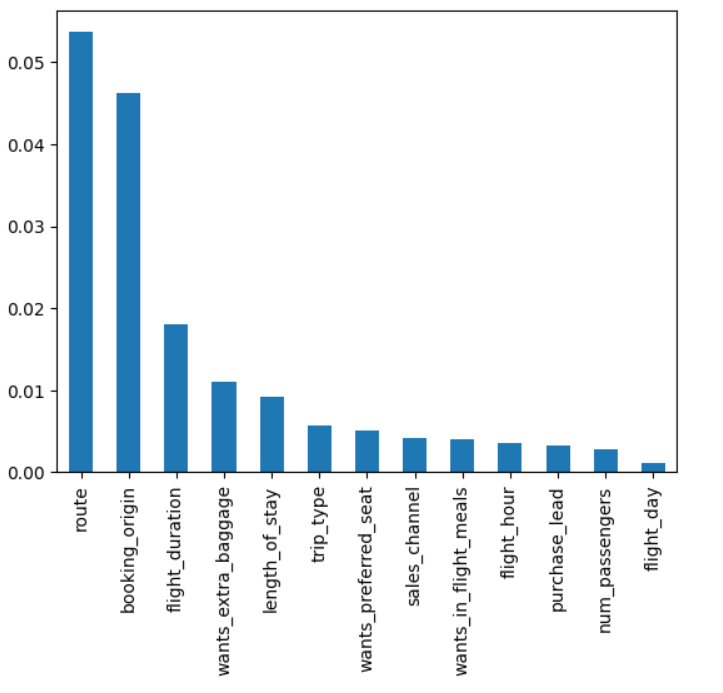 0.05
0.04
0.03
0.02
0.01
0.00
route
booking_origin
flight_duration
wants_extra_baggage
length_of_stay
trip_type
wants_preferred_seat
sales_channel
wants_in_flight_meals
flight_hour
purchase_lead
num_passengers
flight_day